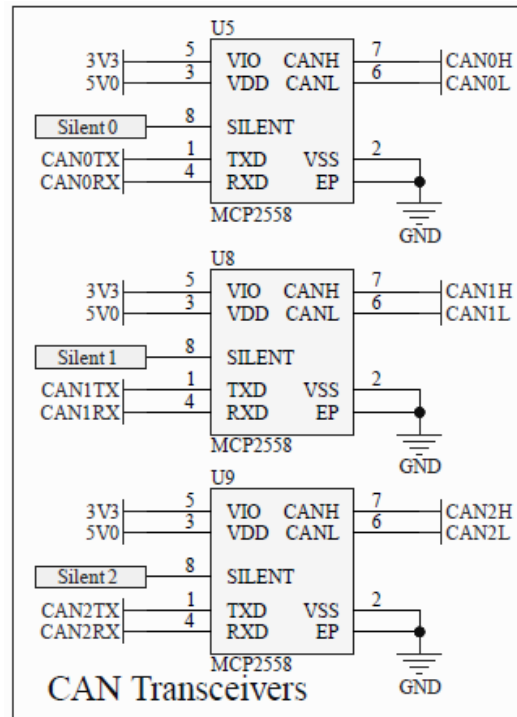 U5
5
7
3V3
VIO
CANH
CAN0H
3
6
5V0
VDD
CANL
CAN0L
8
Silent 0
SILENT
1
2
CAN0TX
TXD
VSS
4
CAN0RX
RXD
EP
MCP2558
GND
U8
5
7
3V3
VIO
CANH
CAN1H
3
6
5V0
VDD
CANL
CAN1L
8
Silent 1
SILENT
1
2
CAN1TX
TXD
VSS
4
CAN1RX
RXD
EP
MCP2558
GND
U9
5
7
3V3
VIO
CANH
CAN2H
3
6
5V0
VDD
CANL
CAN2L
8
Silent 2
SILENT
1
2
CAN2TX
TXD
VSS
4
CAN2RX
RXD
EP
MCP2558
GND
CAN Transceivers